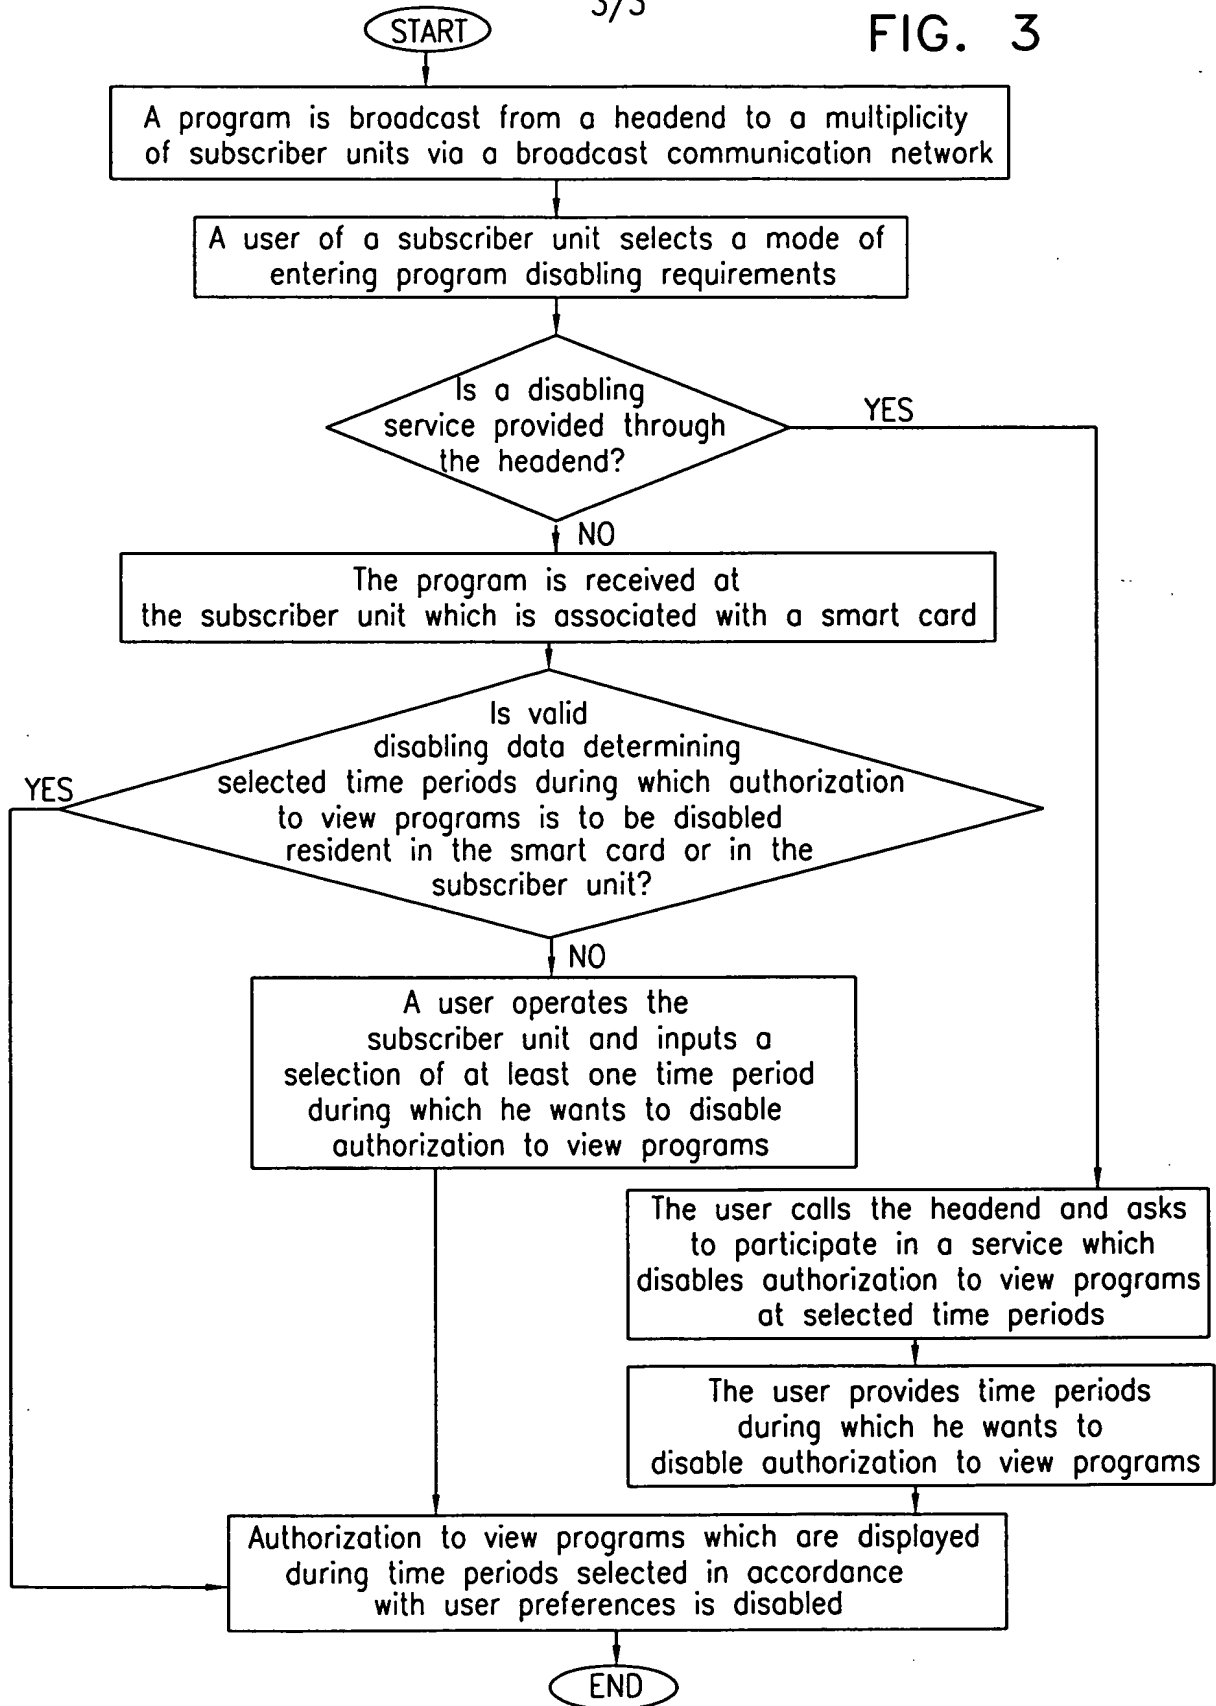 3/3
FIG. 3
START
A program is broadcast from a headend to a multiplicity
of subscriber units via a broadcast communication network
A user of a subscriber unit selects a mode of
entering program disabling requirements
Is a disabling
service provided through
the headend?
YES
NO
The program is received at
the subscriber unit which is associated with a smart card
Is valid
disabling data determining
selected time periods during which authorization
to view programs is to be disabled
resident in the smart card or in the
subscriber unit?
YES
NO
A user operates the
subscriber unit and inputs a
selection of at least one time period
during which he wants to disable
authorization to view programs
The user calls the headend and asks
to participate in a service which
disables authorization to view programs
at selected time periods
The user provides time periods
during which he wants to
disable authorization to view programs
Authorization to view programs which are displayed
during time periods selected in accordance
with user preferences is disabled
END